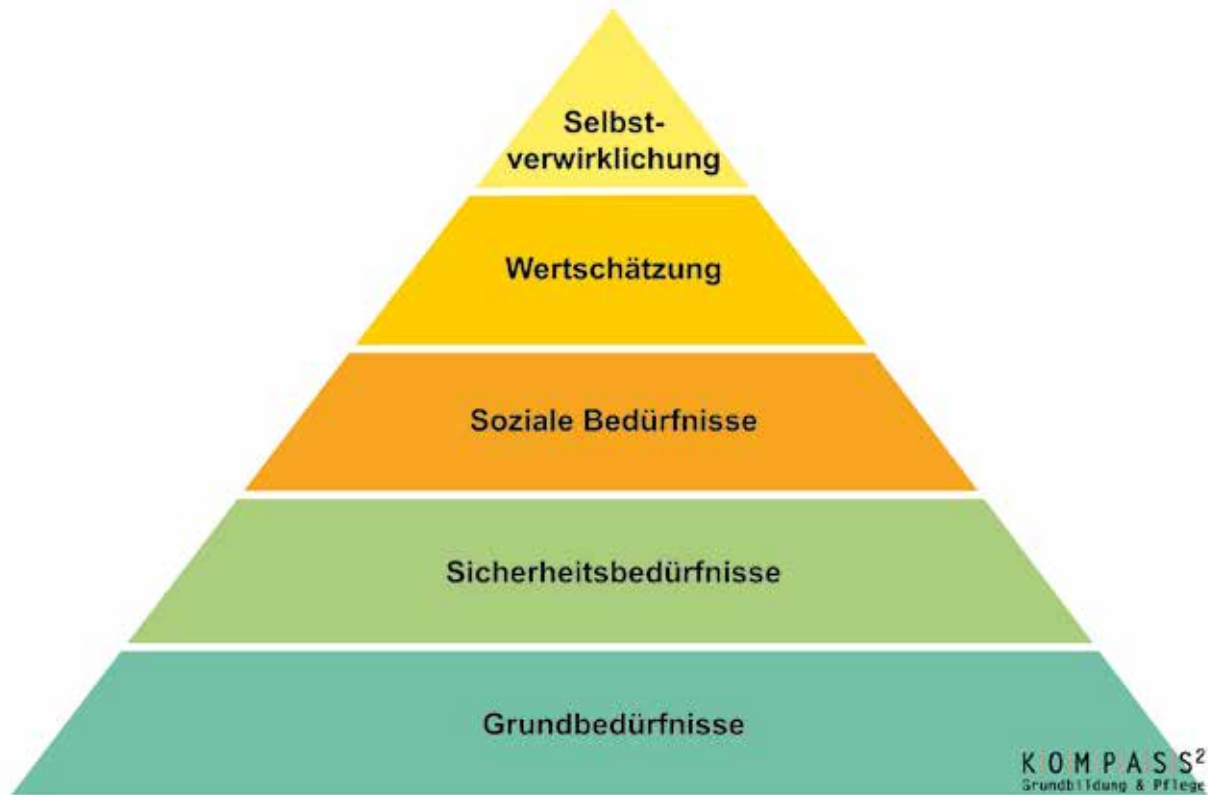 Selbst-
verwirklichung
Wertschätzung
Soziale Bedürfnisse
Sicherheitsbedürfnisse
Grundbedürfnisse
KOMPASS²
Grundbildung & Pflege